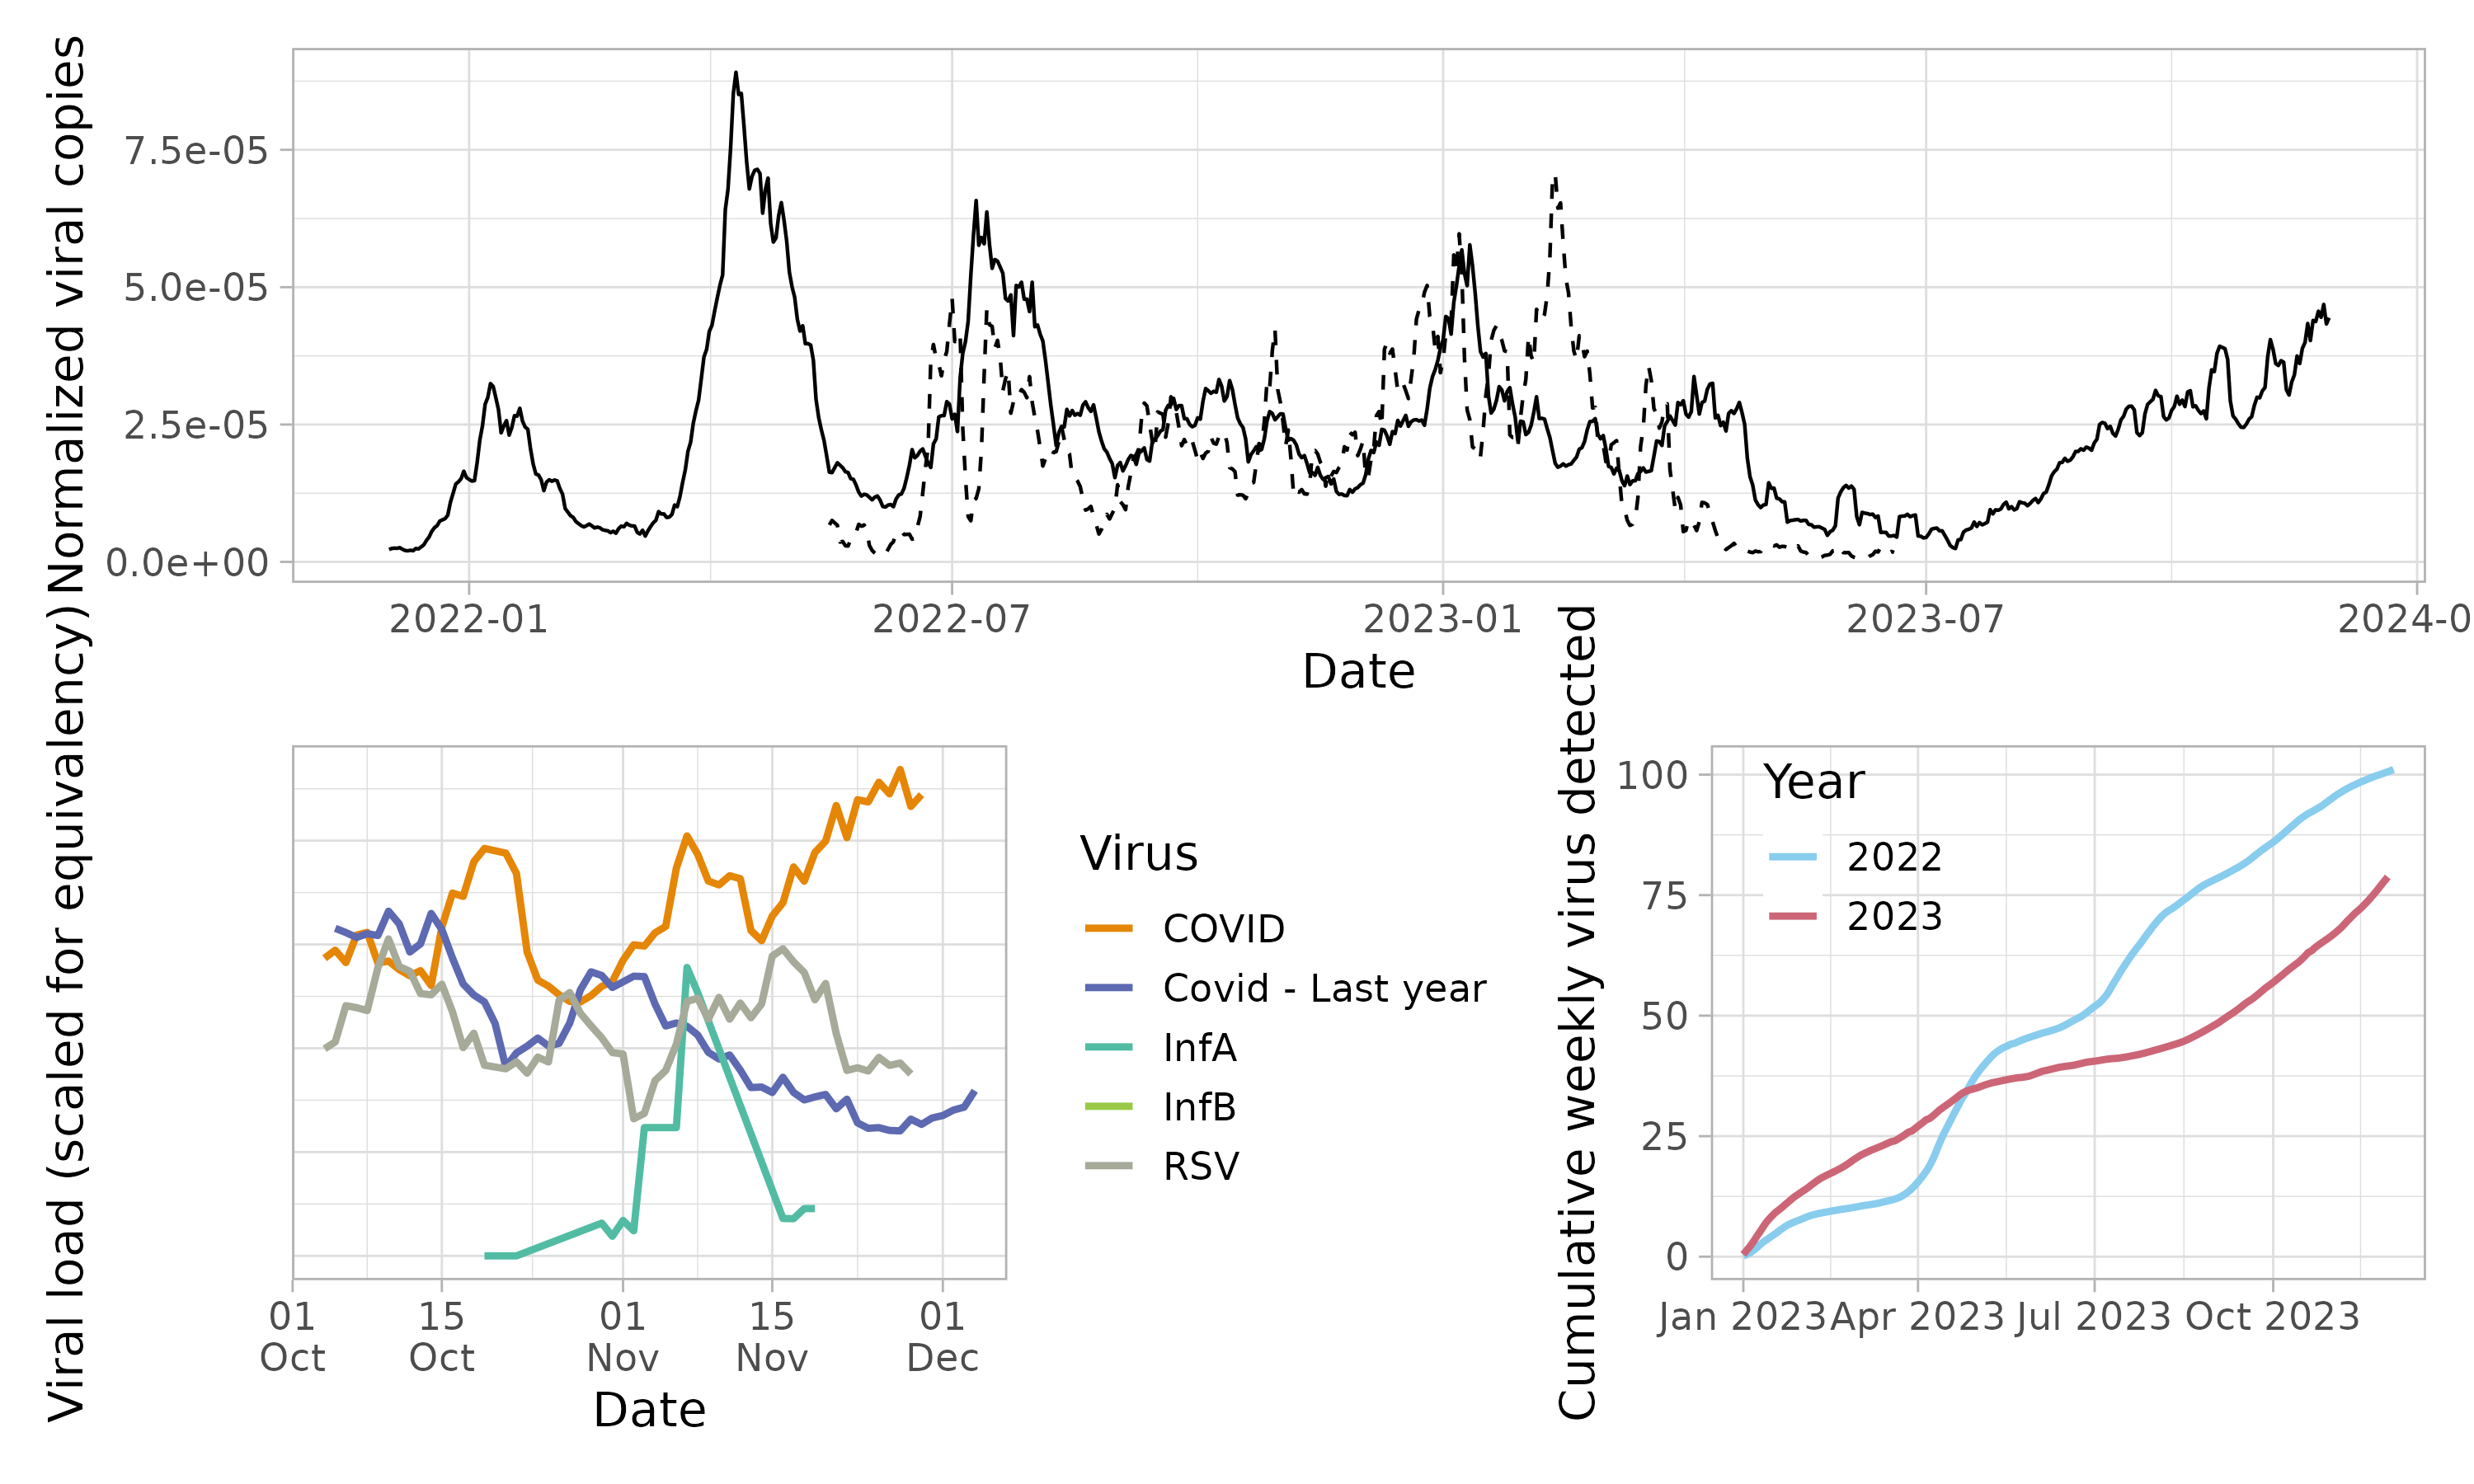 Normalized viral copies
7.5e-05
5.0e-05
2.5e-05
0.0e+00
2022-01
2022-07
2023-01
2023-07
2024-0
Date
Viral load (scaled for equivalency)
01
Oct
15
Oct
01
Nov
15
Nov
01
Dec
Date
Virus
COVID
Covid - Last year
InfA
InfB
RSV
Cumulative weekly virus detected
100
75
50
25
0
Year
2022
2023
Jan 2023
Apr 2023
Jul 2023
Oct 2023